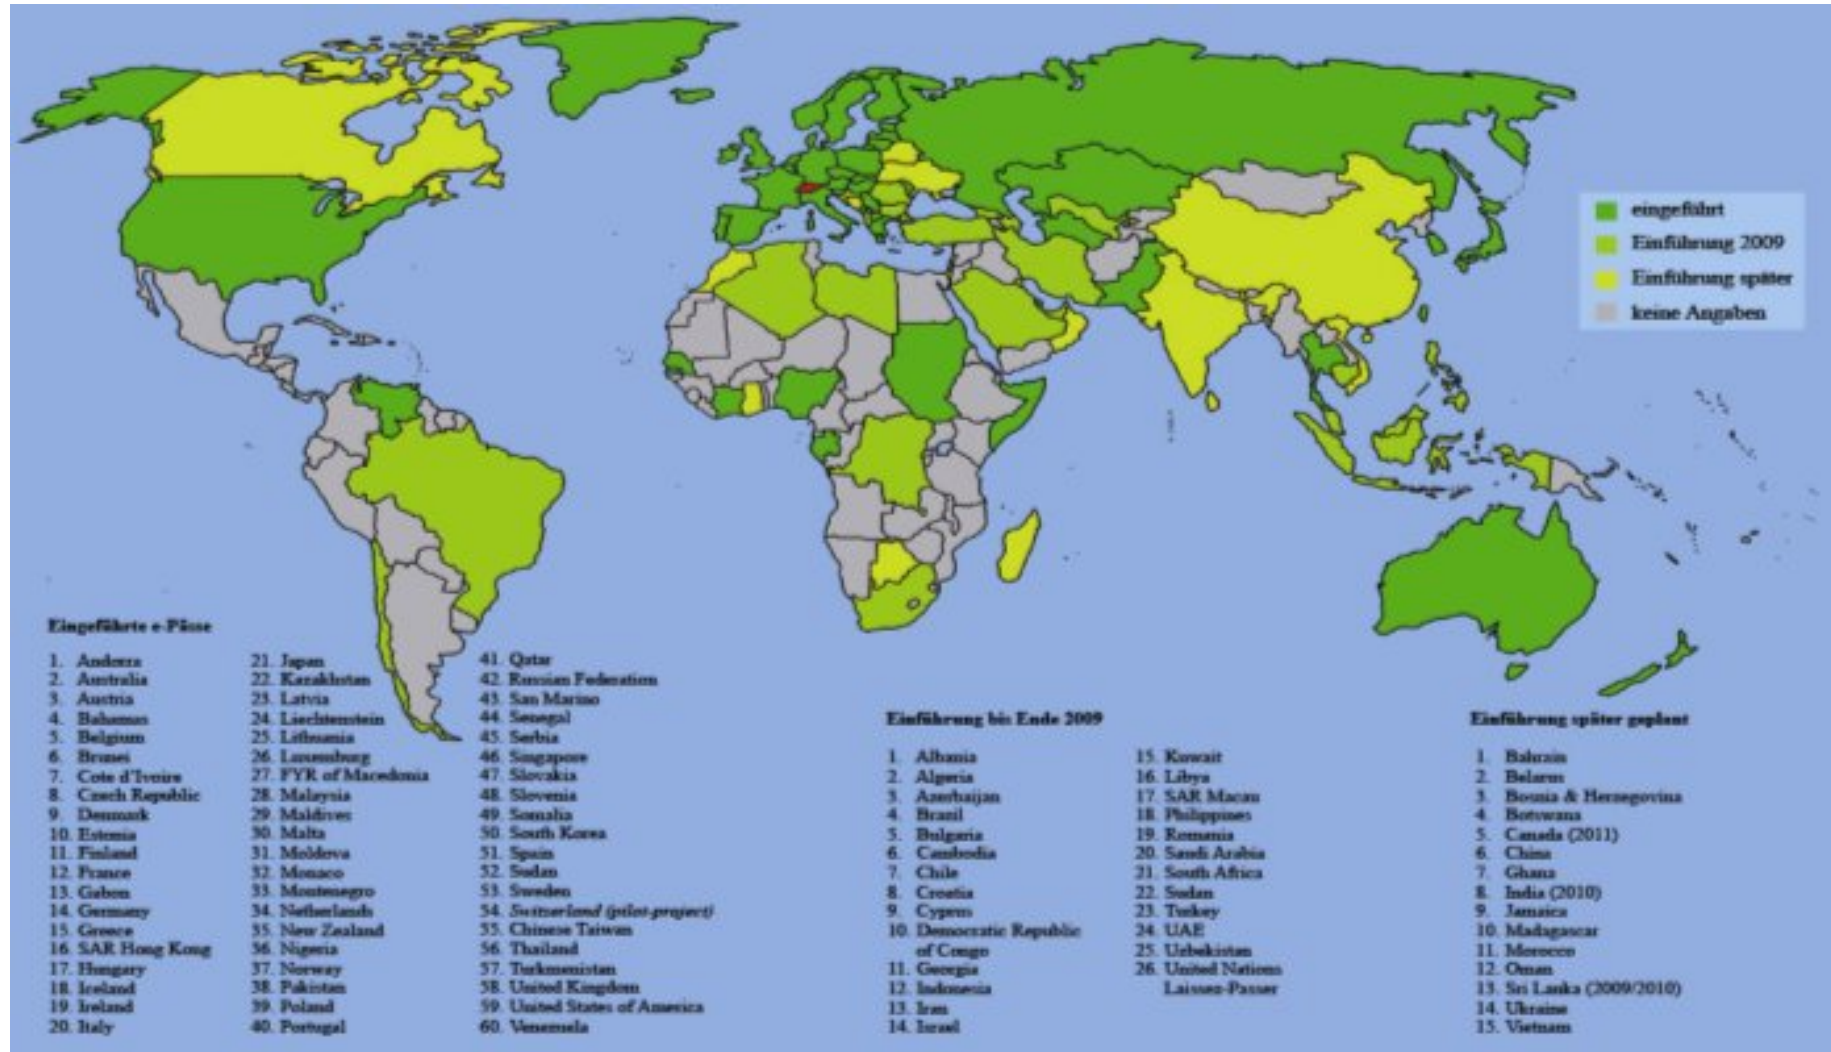 eingeführt
Einführung 2009
Einführung später
keine Angaben
Eingeführte e-Pässe
1. Andorra
2. Australia
3. Austria
4. Bahamas
5. Belgium
6. Brunei
7. Cote d'Ivoire
8. Czech Republic
9. Denmark
10. Estonia
11. Finland
12. France
13. Gabon
14. Germany
15. Greece
16. SAR Hong Kong
17. Hungary
18. Iceland
19. Ireland
20. Italy
21. Japan
22. Kazakhstan
23. Latvia
24. Liechtenstein
25. Lithuania
26. Luxemburg
27. FYR of Macedonia
28. Malaysia
29. Maldives
30. Malta
31. Moldova
32. Monaco
33. Montenegro
34. Netherlands
35. New Zealand
36. Nigeria
37. Norway
38. Pakistan
39. Poland
40. Portugal
41. Qatar
42. Russian Federation
43. San Marino
44. Senegal
45. Serbia
46. Singapore
47. Slovakia
48. Slovenia
49. Somalia
50. South Korea
51. Spain
52. Sudan
53. Sweden
54. Switzerland (pilot-project)
55. Chinese Taiwan
56. Thailand
57. Turkmenistan
58. United Kingdom
59. United States of America
60. Venezuela
Einführung bis Ende 2009
1. Albania
2. Algeria
3. Azerbaijan
4. Brazil
5. Bulgaria
6. Cambodia
7. Chile
8. Croatia
9. Cyprus
10. Democratic Republic
of Congo
11. Georgia
12. Indonesia
13. Iran
14. Israel
15. Kuwait
16. Libya
17. SAR Macau
18. Philippines
19. Romania
20. Saudi Arabia
21. South Africa
22. Sudan
23. Turkey
24. UAE
25. Uzbekistan
26. United Nations
Laissez-Passer
Einführung später geplant
1. Bahrain
2. Belarus
3. Bosnia & Herzegovina
4. Botswana
5. Canada (2011)
6. China
7. Ghana
8. India (2010)
9. Jamaica
10. Madagascar
11. Morocco
12. Oman
13. Sri Lanka (2009/2010)
14. Ukraine
15. Vietnam